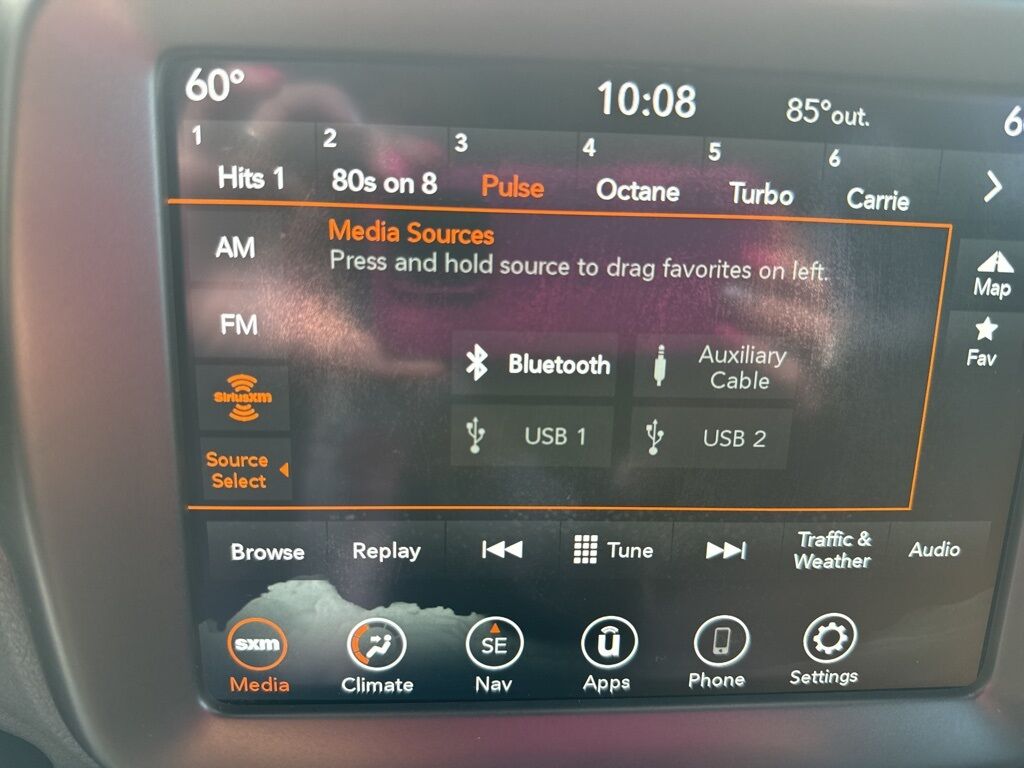 60° 10:08 85°out. 6
1 2 3 4 5 6
Hits 1 80s on 8 Pulse Octane Turbo Carrie
AM
Media Sources
Press and hold source to drag favorites on left.
Map
FM
Fav
Bluetooth
Auxiliary
Cable
SiriusXM
USB 1 USB 2
Source
Select
Browse Replay Tune Traffic &
Weather Audio
sxm SE u
Media Climate Nav Apps Phone Settings